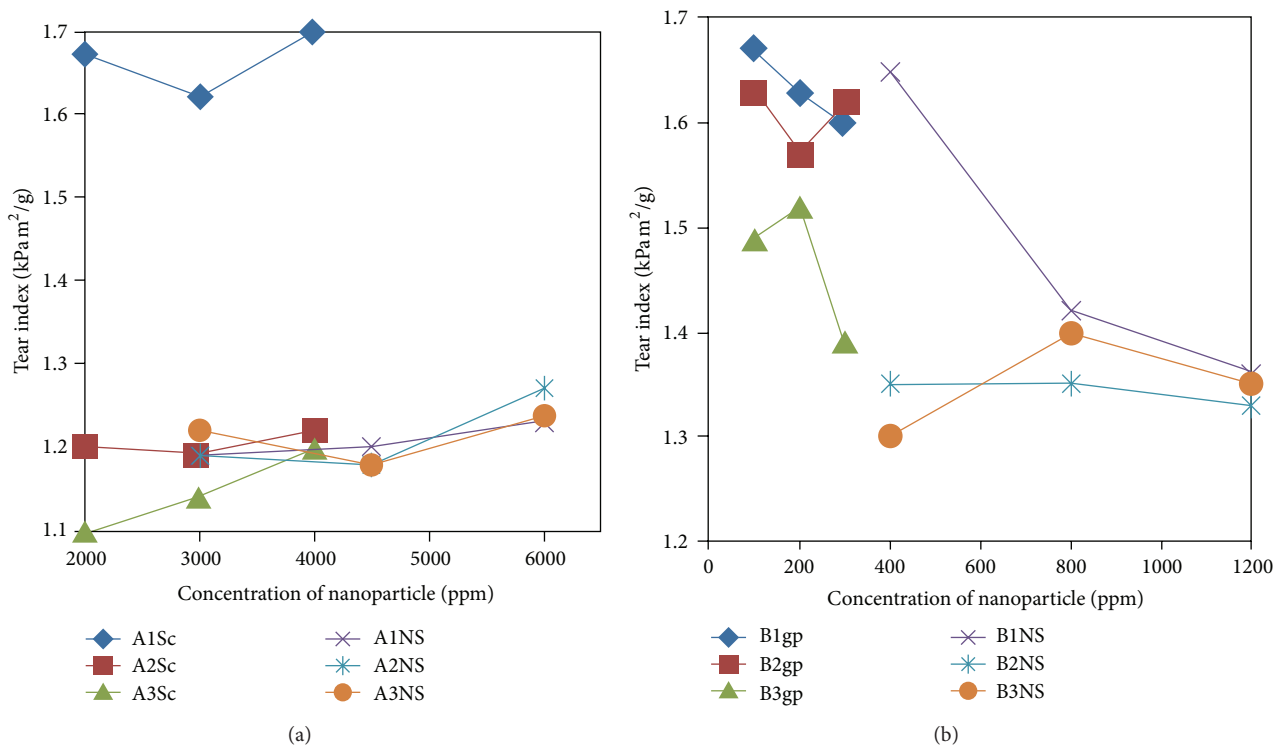 1.7
1.6
1.5
1.4
1.3
1.2
1.1
Tear index (kPa m²/g)
2000 3000 4000 5000 6000
Concentration of nanoparticle (ppm)
A1Sc A1NS
A2Sc A2NS
A3Sc A3NS
(a)
1.7
1.6
1.5
1.4
1.3
1.2
Tear index (kPa m²/g)
0 200 400 600 800 1000 1200
Concentration of nanoparticle (ppm)
B1gp B1NS
B2gp B2NS
B3gp B3NS
(b)